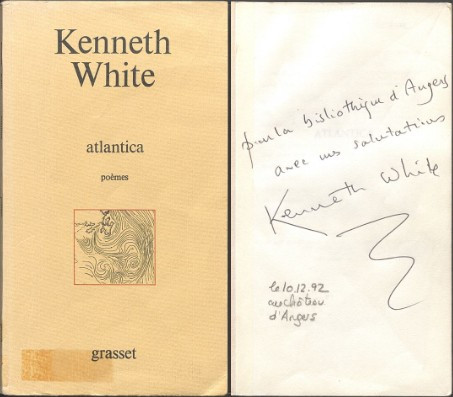 Kenneth
White
atlantica
poèmes
grasset
pour la bibliothèque d'Angers
avec mes salutations
Kenneth White
le 10.12.92
au château
d'Angers